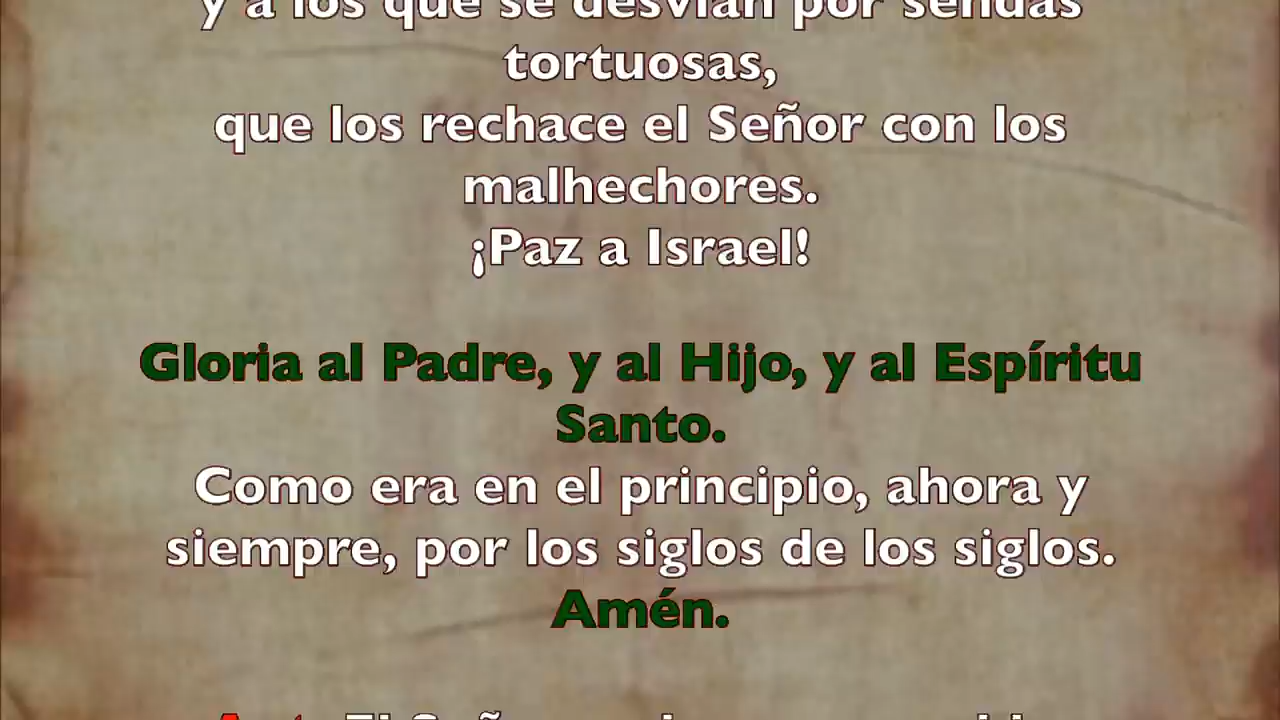 y a los que se desvían por sendas
tortuosas,
que los rechace el Señor con los
malhechores.
¡Paz a Israel!
Gloria al Padre, y al Hijo, y al Espíritu
Santo.
Como era en el principio, ahora y
siempre, por los siglos de los siglos.
Amén.
El Señor